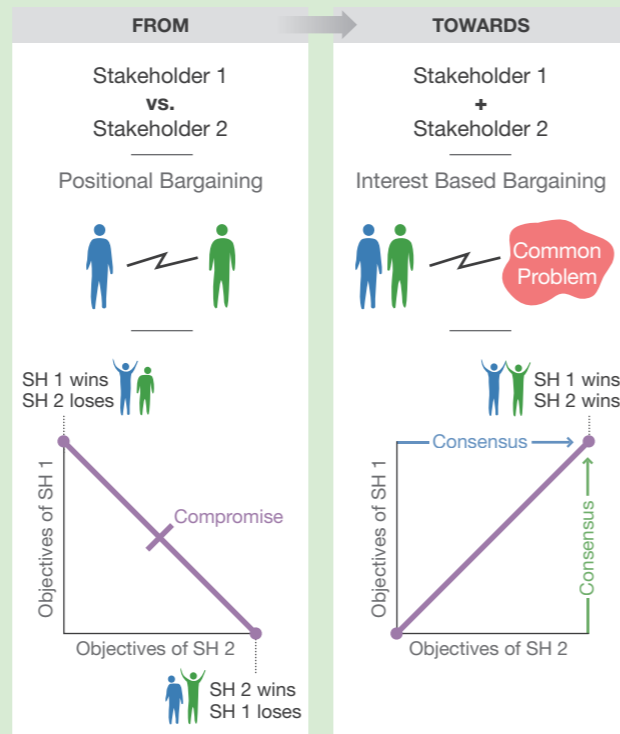 FROM
Stakeholder 1
vs.
Stakeholder 2
Positional Bargaining
SH 1 wins
SH 2 loses
Objectives of SH 1
Compromise
Objectives of SH 2
SH 2 wins
SH 1 loses
TOWARDS
Stakeholder 1
+
Stakeholder 2
Interest Based Bargaining
Common
Problem
SH 1 wins
SH 2 wins
Consensus
Objectives of SH 1
Consensus
Objectives of SH 2